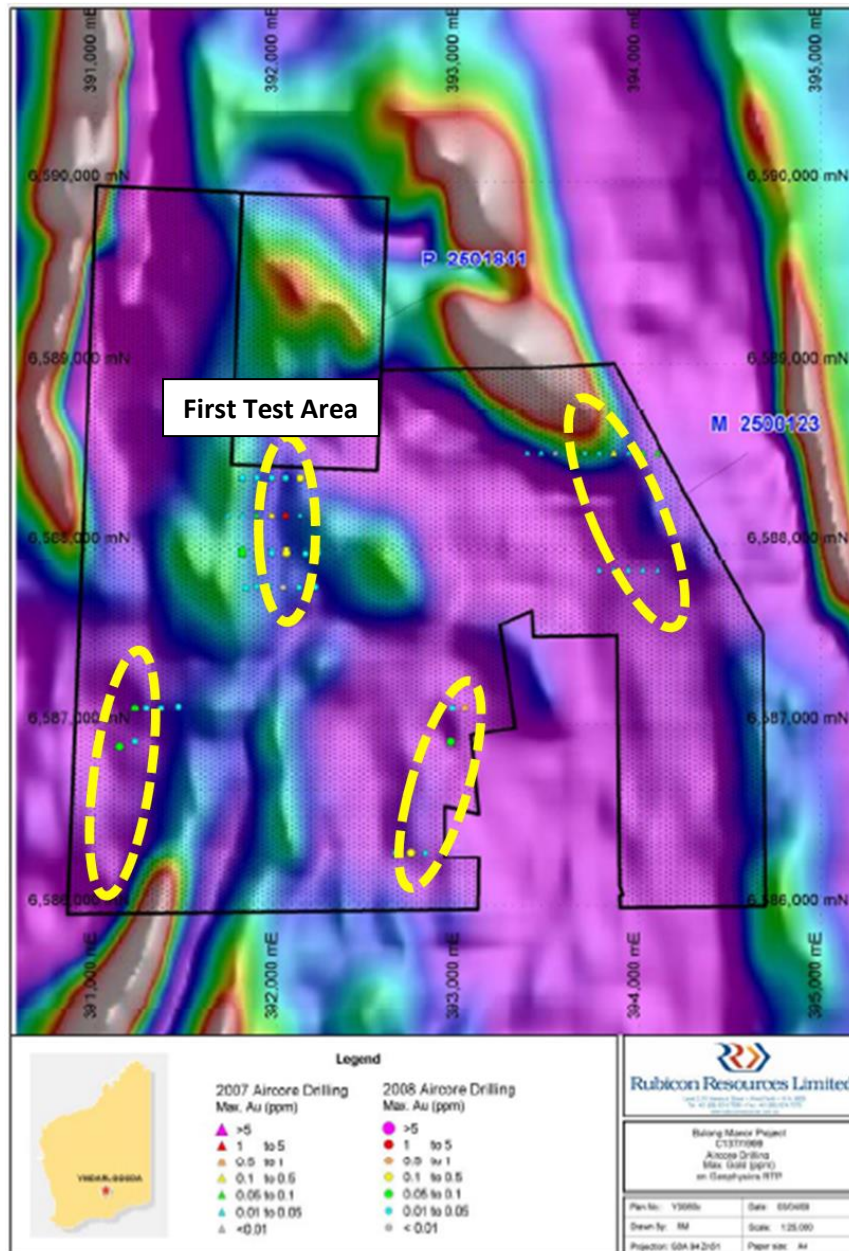 391,000 mE
392,000 mE
393,000 mE
394,000 mE
395,000 mE
6,590,000 mN
6,590,000 mN
P 2501841
6,589,000 mN
6,589,000 mN
First Test Area
M 2500123
6,588,000 mN
6,588,000 mN
6,587,000 mN
6,587,000 mN
6,586,000 mN
6,586,000 mN
391,000 mE
392,000 mE
393,000 mE
394,000 mE
395,000 mE
Legend
2007 Aircore Drilling
Max. Au (ppm)
>5
1 to 5
0.5 to 1
0.1 to 0.5
0.05 to 0.1
0.01 to 0.05
<0.01
2008 Aircore Drilling
Max. Au (ppm)
>5
1 to 5
0.5 to 1
0.1 to 0.5
0.05 to 0.1
0.01 to 0.05
< 0.01
YINDARLGOODA
Rubicon Resources Limited
Bulong Manor Project
Aircore Drilling
Max Gold (ppm)
on Geophysics RTP
Plan No:
Date:
Drawn By:
Scale: 1:25,000
Projection:
Paper size: A4